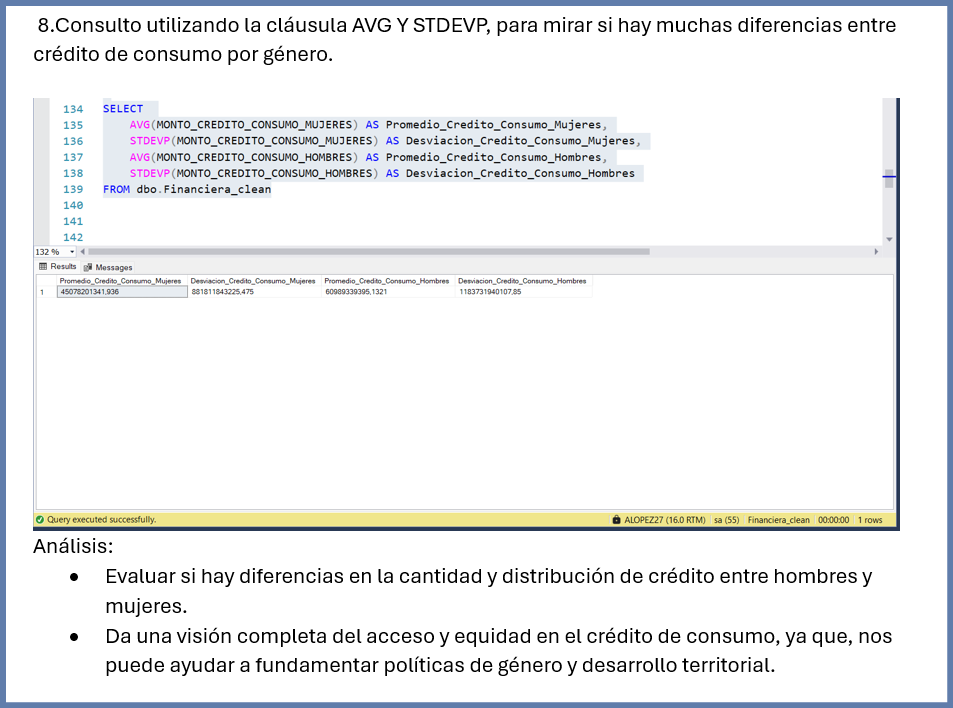 8.Consulto utilizando la cláusula AVG Y STDEVP, para mirar si hay muchas diferencias entre
crédito de consumo por género.
134 SELECT
135 AVG(MONTO_CREDITO_CONSUMO_MUJERES) AS Promedio_Credito_Consumo_Mujeres,
136 STDEVP(MONTO_CREDITO_CONSUMO_MUJERES) AS Desviacion_Credito_Consumo_Mujeres,
137 AVG(MONTO_CREDITO_CONSUMO_HOMBRES) AS Promedio_Credito_Consumo_Hombres,
138 STDEVP(MONTO_CREDITO_CONSUMO_HOMBRES) AS Desviacion_Credito_Consumo_Hombres
139 FROM dbo.Financiera_clean
140
141
142
132 %
Results Messages
Promedio_Credito_Consumo_Mujeres Desviacion_Credito_Consumo_Mujeres Promedio_Credito_Consumo_Hombres Desviacion_Credito_Consumo_Hombres
1 45078201341,936 881811843225,475 60989339395,1321 1183731940107,85
Query executed successfully. ALOPEZ27 (16.0 RTM) sa (55) Financiera_clean 00:00:00 1 rows
Análisis:
• Evaluar si hay diferencias en la cantidad y distribución de crédito entre hombres y
mujeres.
• Da una visión completa del acceso y equidad en el crédito de consumo, ya que, nos
puede ayudar a fundamentar políticas de género y desarrollo territorial.